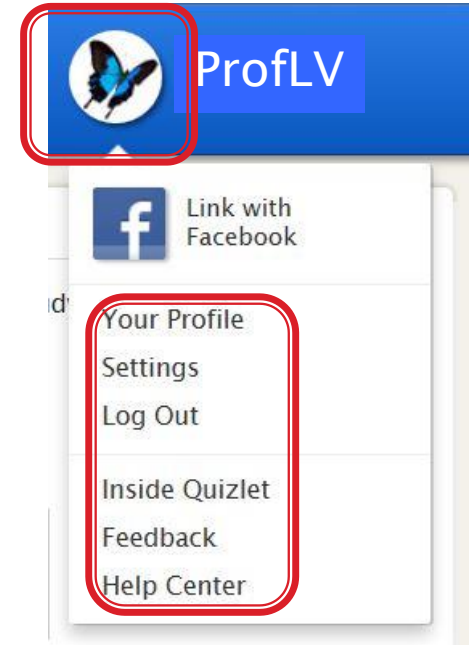 ProfLV
Link with
Facebook
Your Profile
Settings
Log Out
Inside Quizlet
Feedback
Help Center